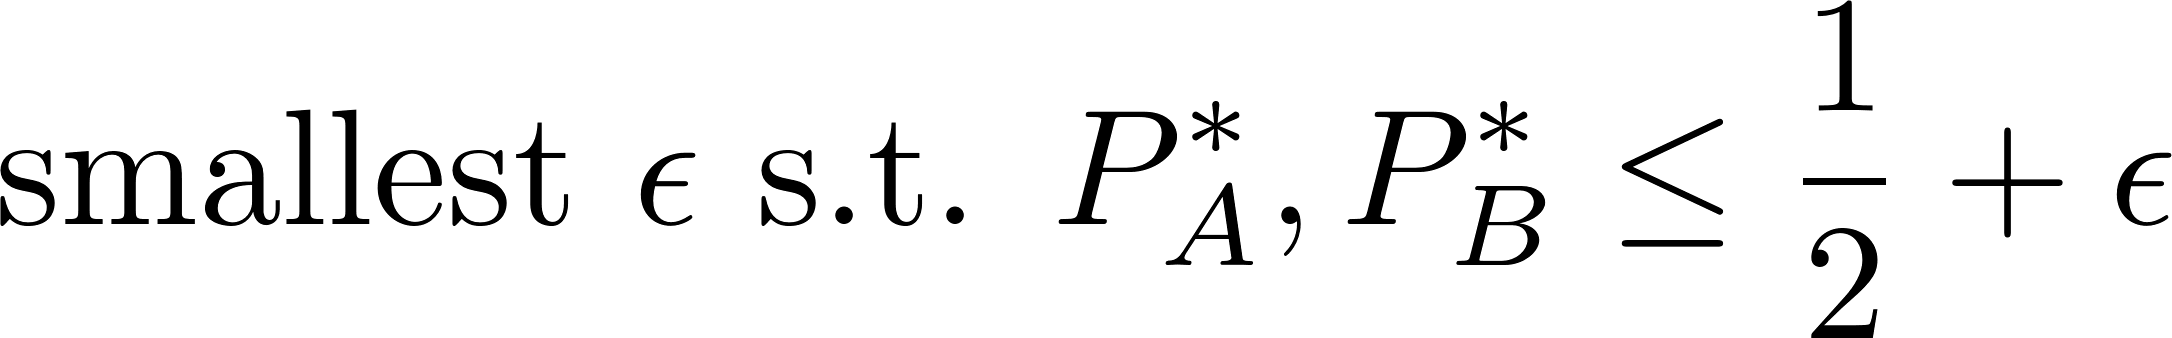 smallest ϵ s.t. P*_A, P*_B ≤ 1/2 + ϵ